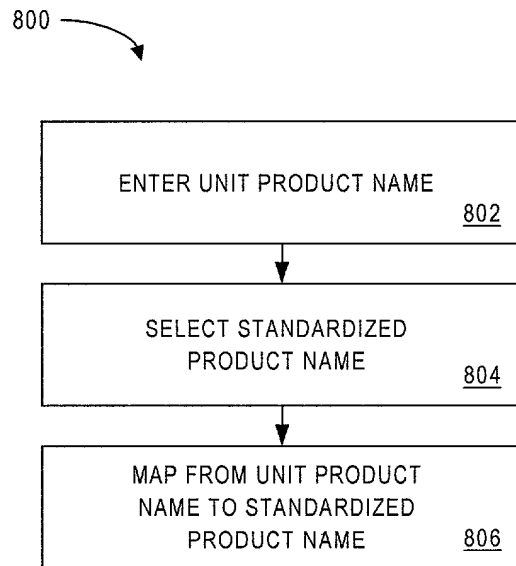 800
ENTER UNIT PRODUCT NAME
802
SELECT STANDARDIZED
PRODUCT NAME
804
MAP FROM UNIT PRODUCT
NAME TO STANDARDIZED
PRODUCT NAME
806